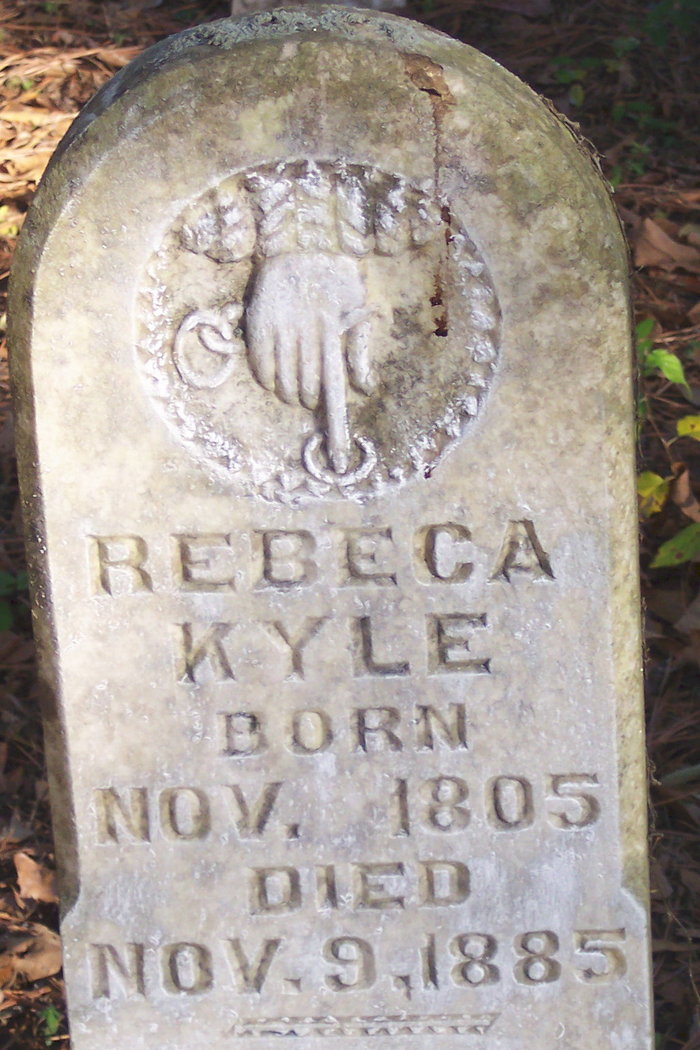 REBECA
KYLE
BORN
NOV. 1805
DIED
NOV. 9, 1885